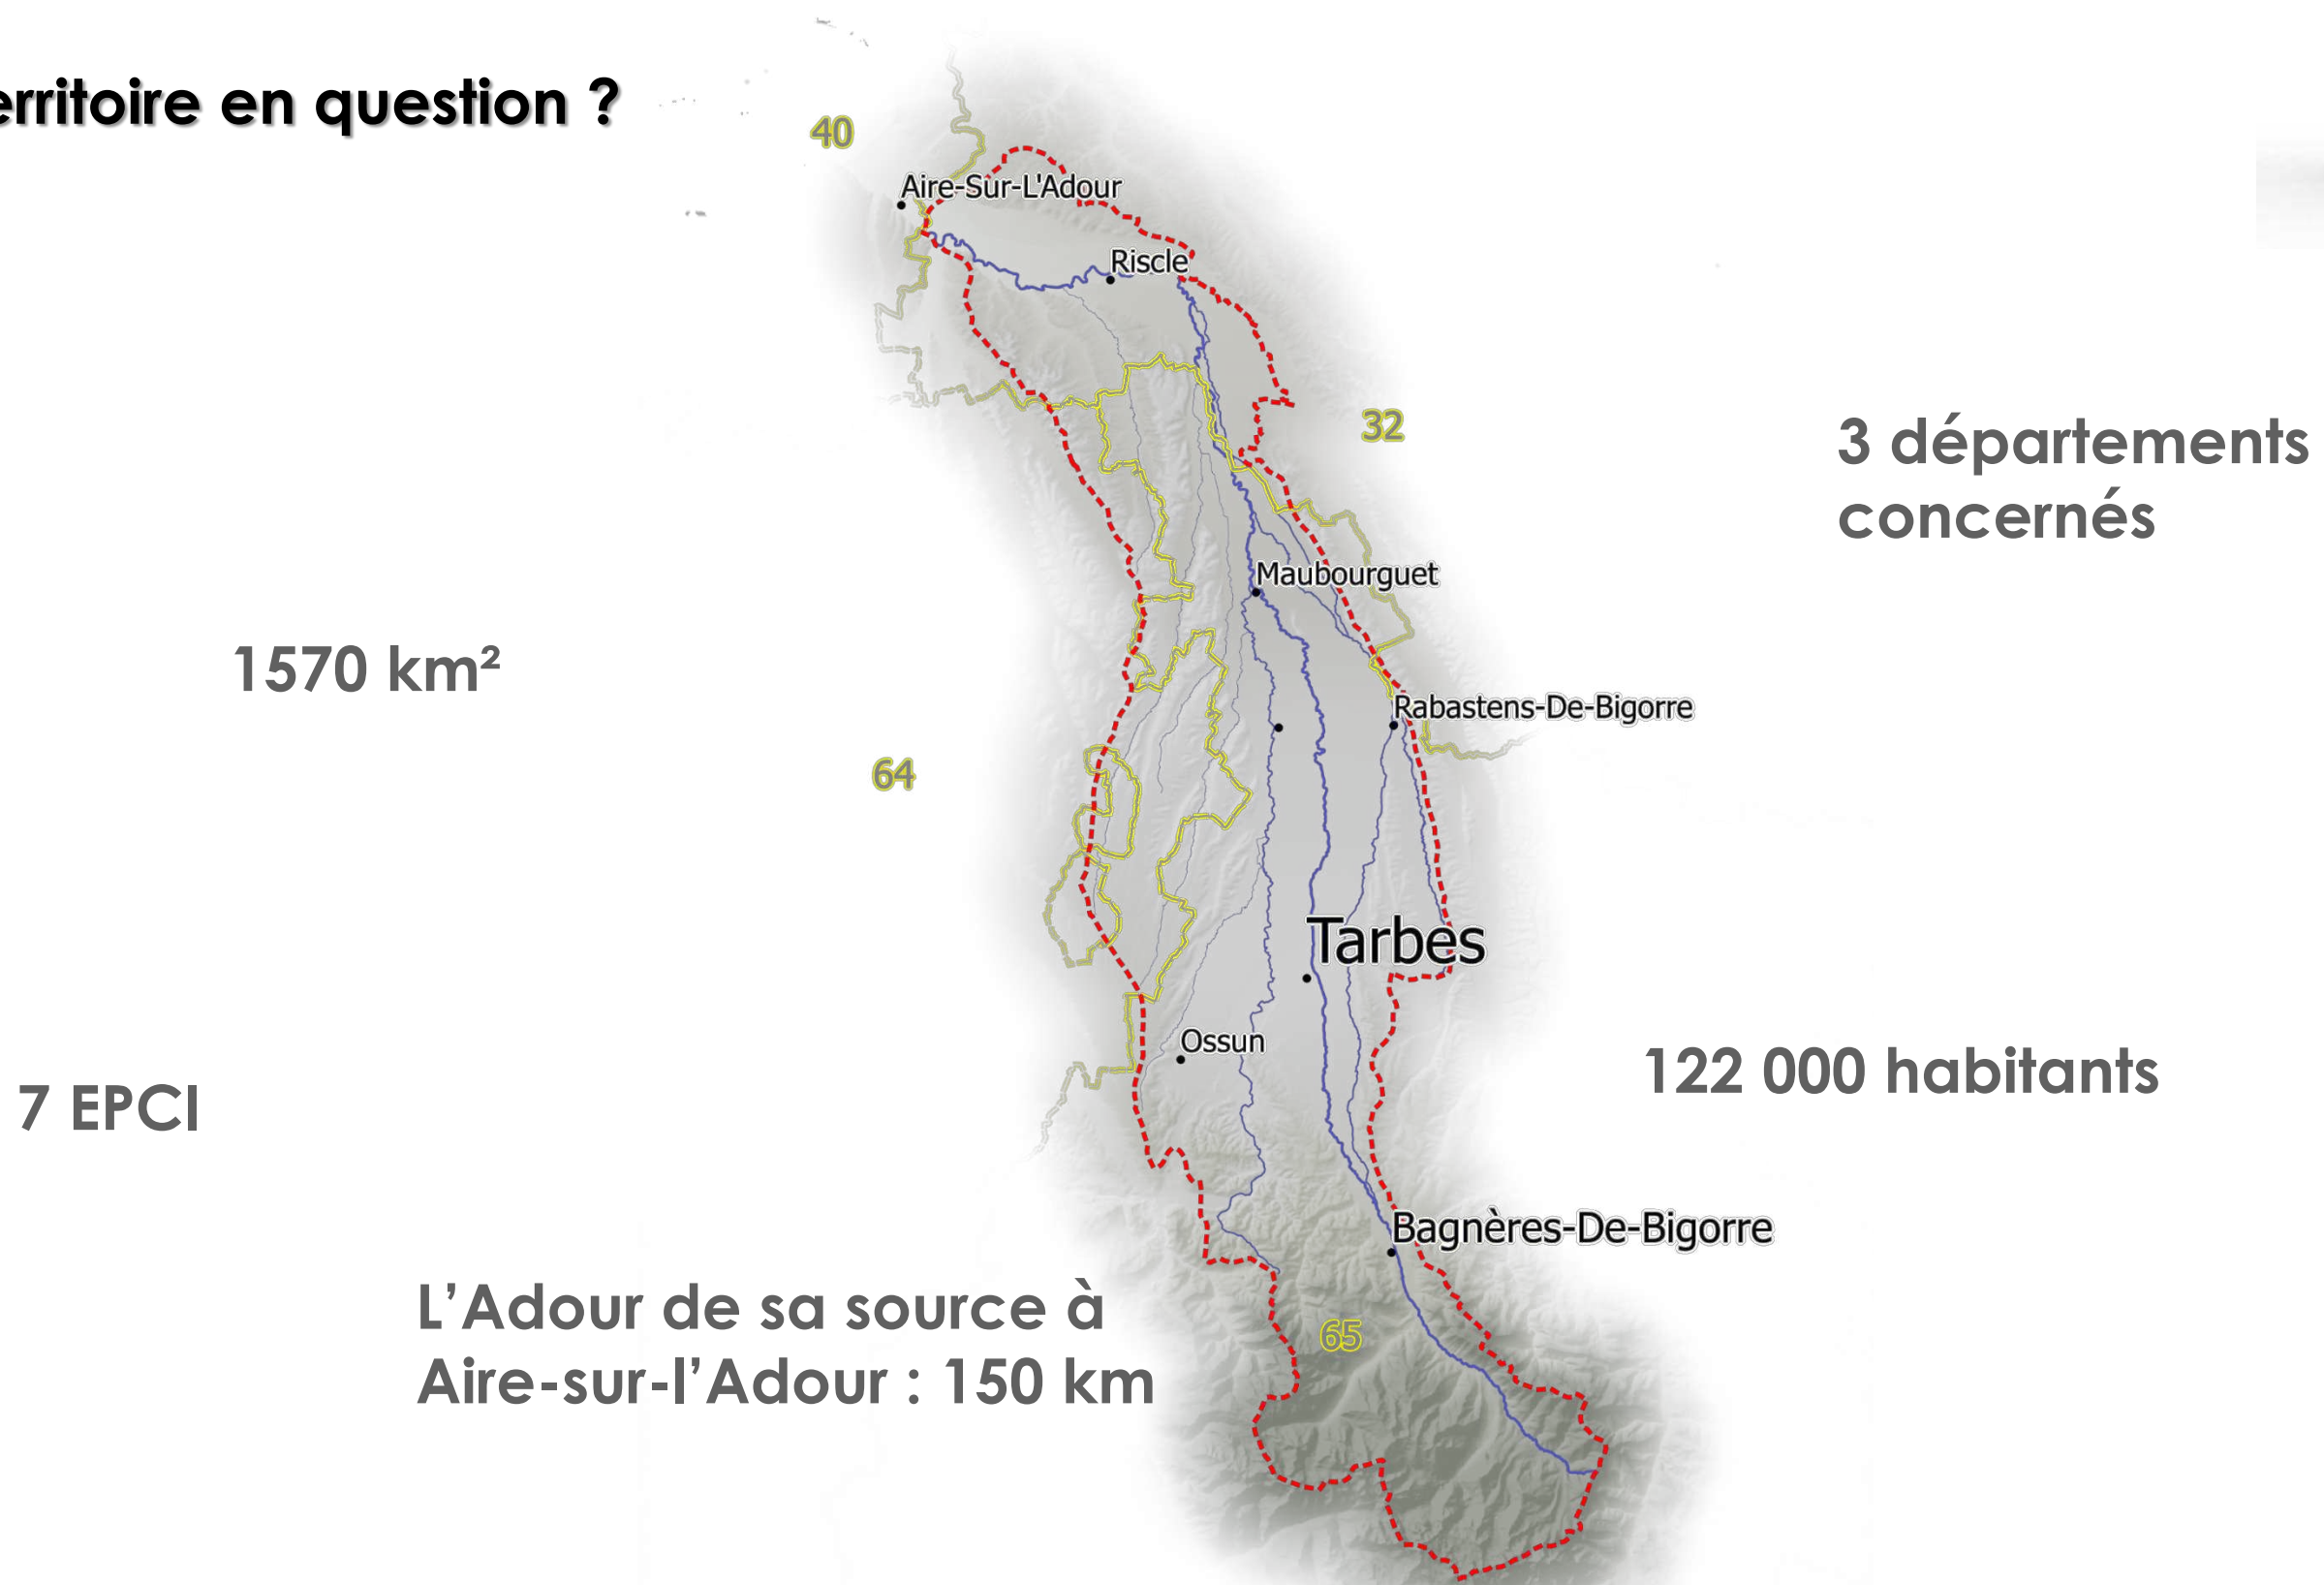 erritoire en question ?
40
Aire-Sur-L'Adour
Riscle
32
3 départements
concernés
Maubourguet
1570 km²
Rabastens-De-Bigorre
64
Tarbes
Ossun
122 000 habitants
7 EPCI
Bagnères-De-Bigorre
L’Adour de sa source à
Aire-sur-l’Adour : 150 km
65